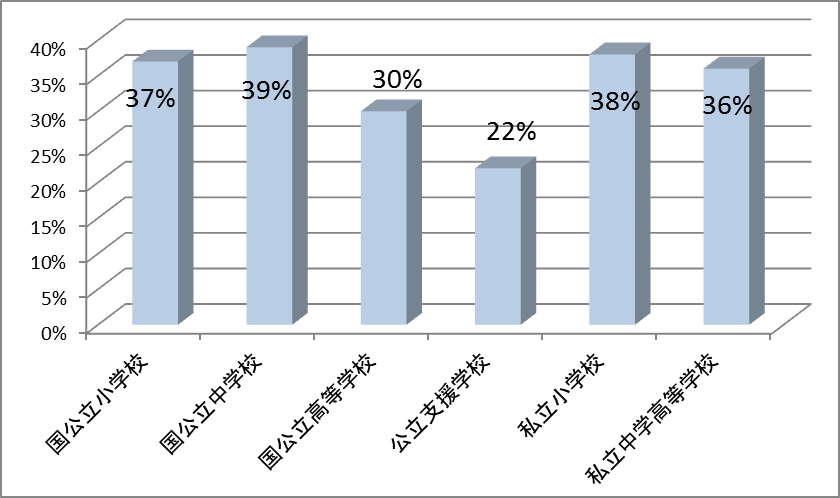 40%
35%
30%
25%
20%
15%
10%
5%
0%
37%
39%
30%
22%
38%
36%
国公立小学校
国公立中学校
国公立高等学校
公立支援学校
私立小学校
私立中学高等学校